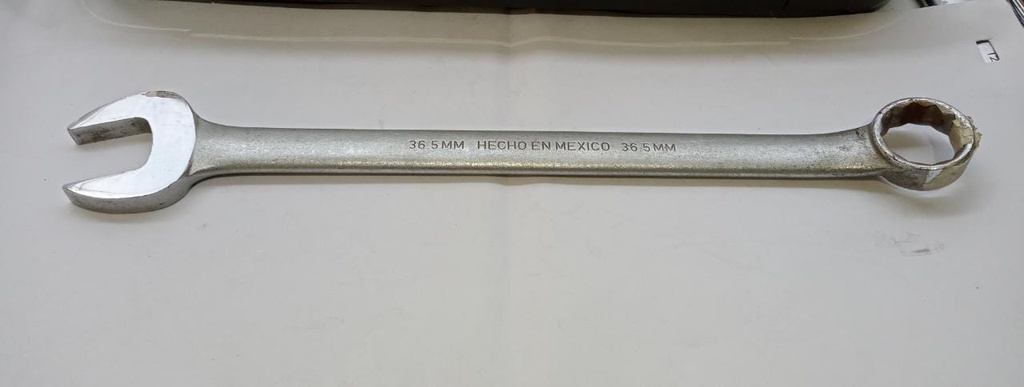 36 5MM HECHO EN MEXICO 36 5MM